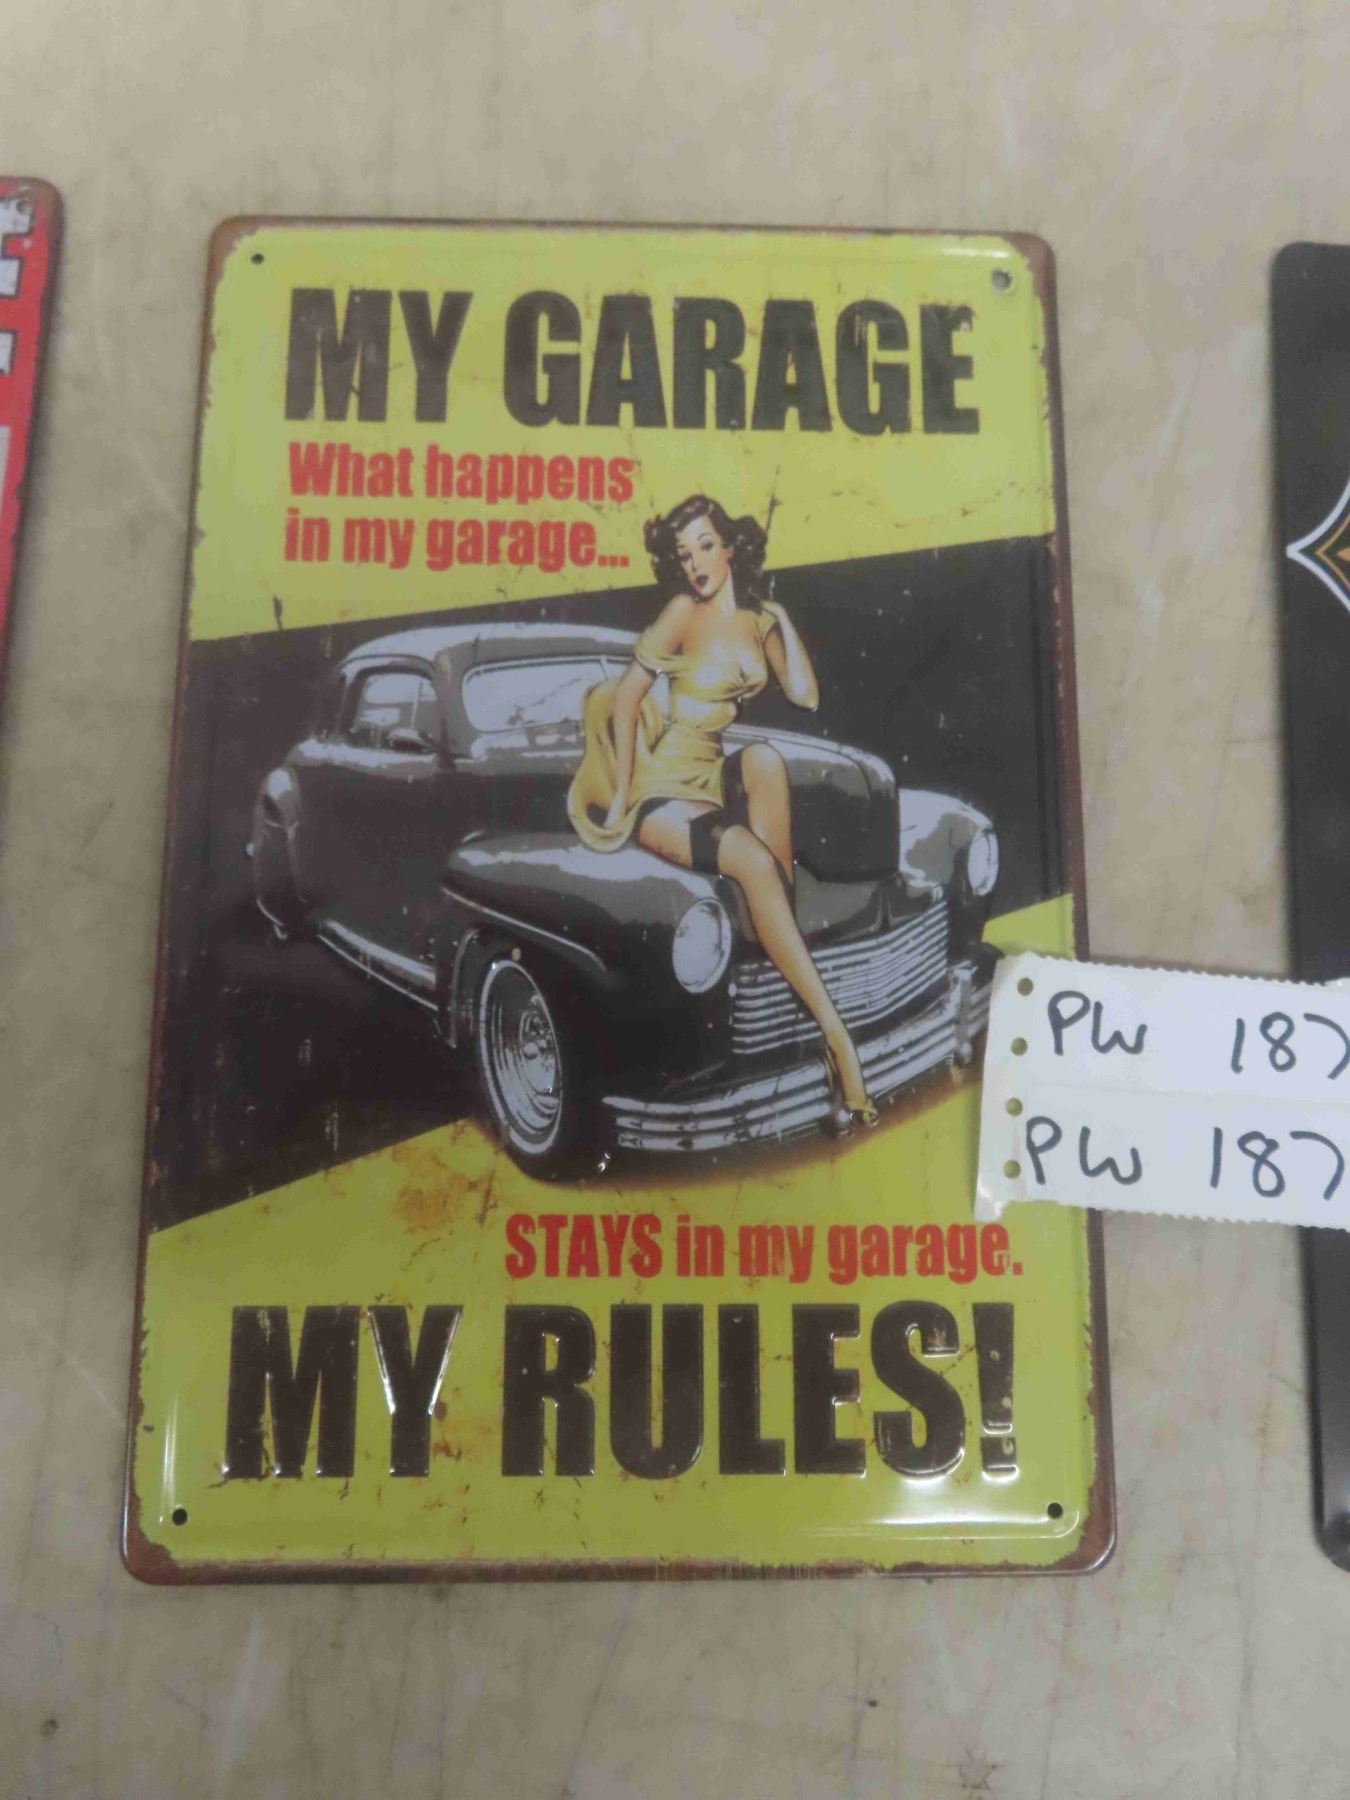 MY GARAGE
What happens
in my garage...
PW 187
PW 187
STAYS in my garage.
MY RULES!